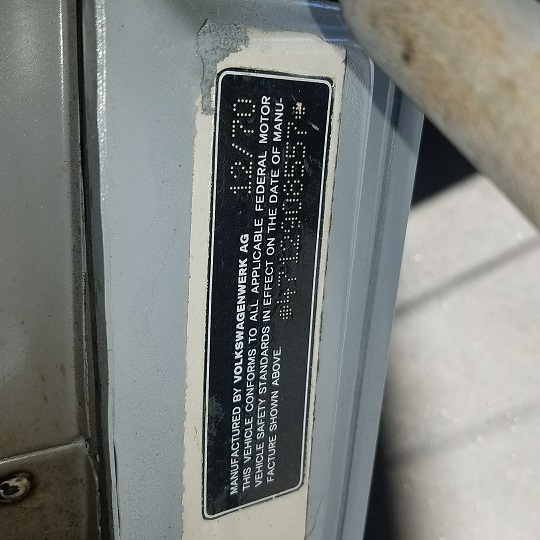 MANUFACTURED BY VOLKSWAGENWERK AG 12/70
THIS VEHICLE CONFORMS TO ALL APPLICABLE FEDERAL MOTOR
VEHICLE SAFETY STANDARDS IN EFFECT ON THE DATE OF MANU-
FACTURE SHOWN ABOVE.